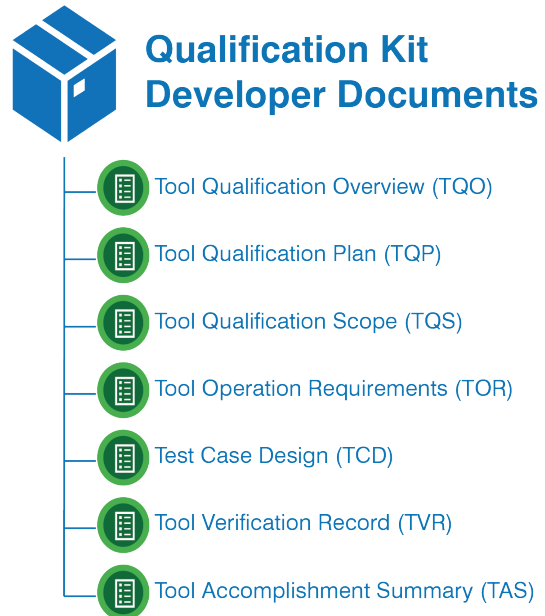 Qualification Kit
Developer Documents
Tool Qualification Overview (TQO)
Tool Qualification Plan (TQP)
Tool Qualification Scope (TQS)
Tool Operation Requirements (TOR)
Test Case Design (TCD)
Tool Verification Record (TVR)
Tool Accomplishment Summary (TAS)